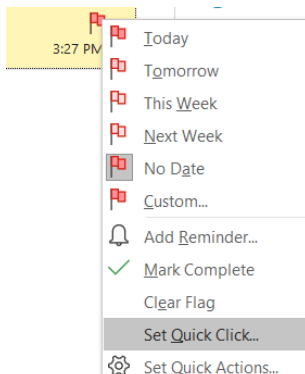 3:27 PM
Today
Tomorrow
This Week
Next Week
No Date
Custom...
Add Reminder...
Mark Complete
Clear Flag
Set Quick Click...
Set Quick Actions...